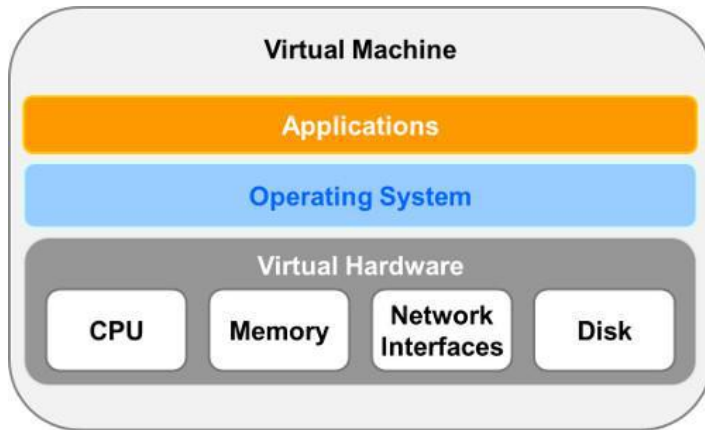 Virtual Machine
Applications
Operating System
Virtual Hardware
CPU
Memory
Network
Interfaces
Disk